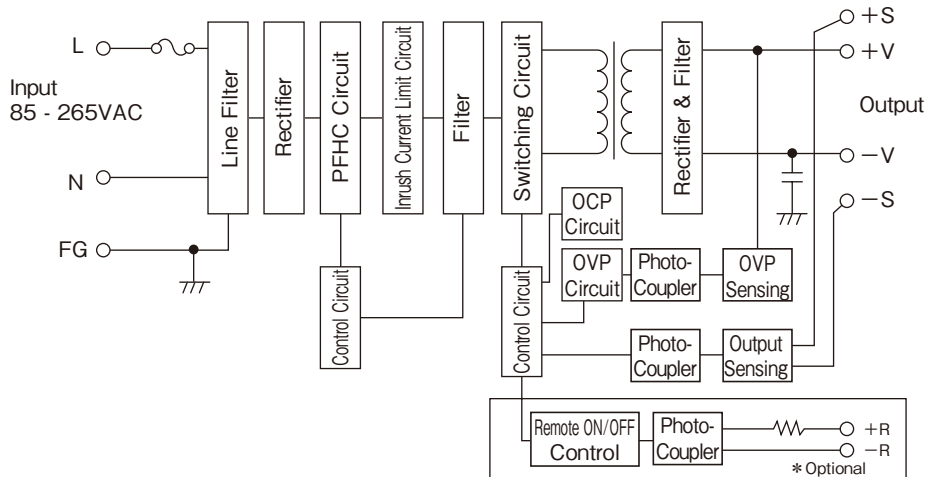 L
Input
85 - 265VAC
N
FG
Line Filter
Rectifier
PFHC Circuit
Inrush Current Limit Circuit
Filter
Switching Circuit
Rectifier & Filter
+S
+V
Output
−V
−S
Control Circuit
Control Circuit
OCP
Circuit
OVP
Circuit
Photo-
Coupler
OVP
Sensing
Photo-
Coupler
Output
Sensing
Remote ON/OFF
Control
Photo-
Coupler
+R
−R
*Optional